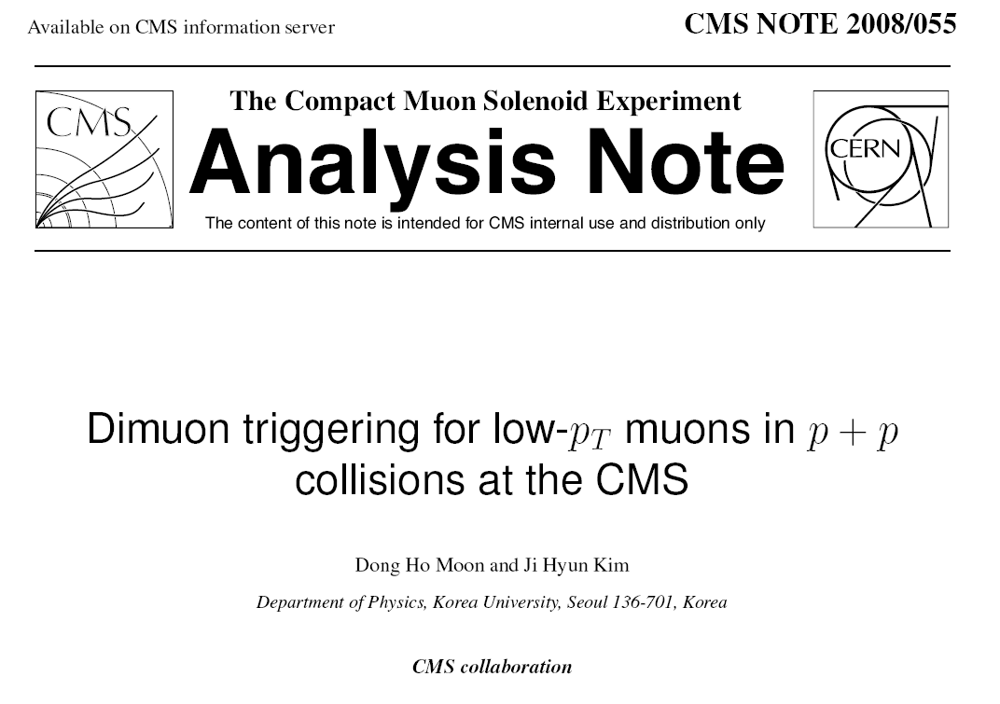 Available on CMS information server
CMS NOTE 2008/055
CMS
The Compact Muon Solenoid Experiment
Analysis Note
The content of this note is intended for CMS internal use and distribution only
CERN
Dimuon triggering for low-p_T muons in p + p
collisions at the CMS
Dong Ho Moon and Ji Hyun Kim
Department of Physics, Korea University, Seoul 136-701, Korea
CMS collaboration